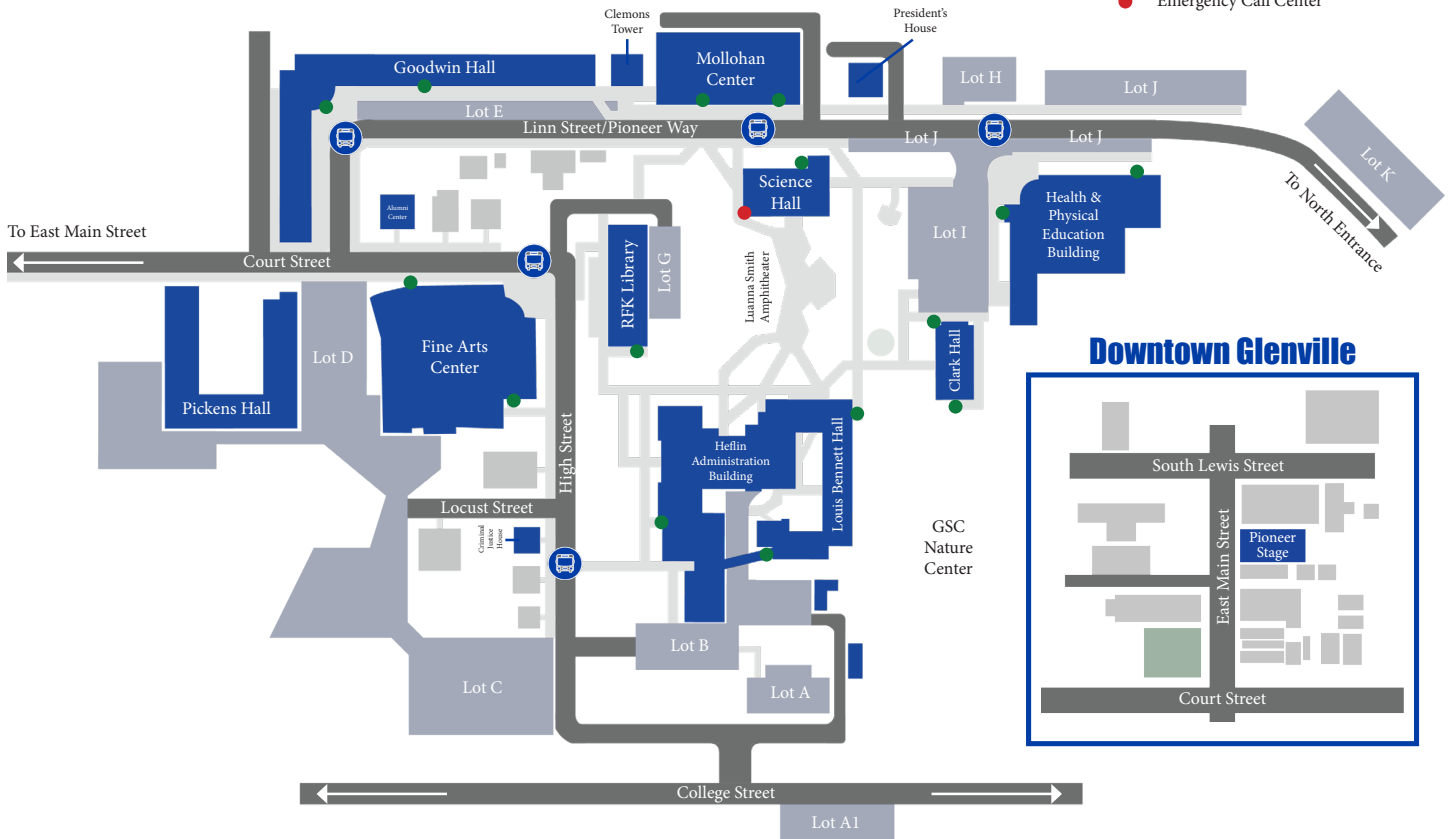 Emergency Call Center
Clemons
Tower
President's
House
Goodwin Hall
Mollohan
Center
Lot H
Lot J
Lot E
Linn Street/Pioneer Way
Lot J
Lot J
Lot K
To North Entrance
Science
Hall
Health &
Physical
Education
Building
Alumni
Center
To East Main Street
Court Street
RFK Library
Lot G
Luanna Smith
Amphitheater
Lot I
Lot D
Fine Arts
Center
Pickens Hall
Clark Hall
High Street
Heflin
Administration
Building
Louis Bennett Hall
Locust Street
Criminal
Justice
House
GSC
Nature
Center
Lot B
Lot C
Lot A
College Street
Lot A1
Downtown Glenville
South Lewis Street
East Main Street
Pioneer
Stage
Court Street